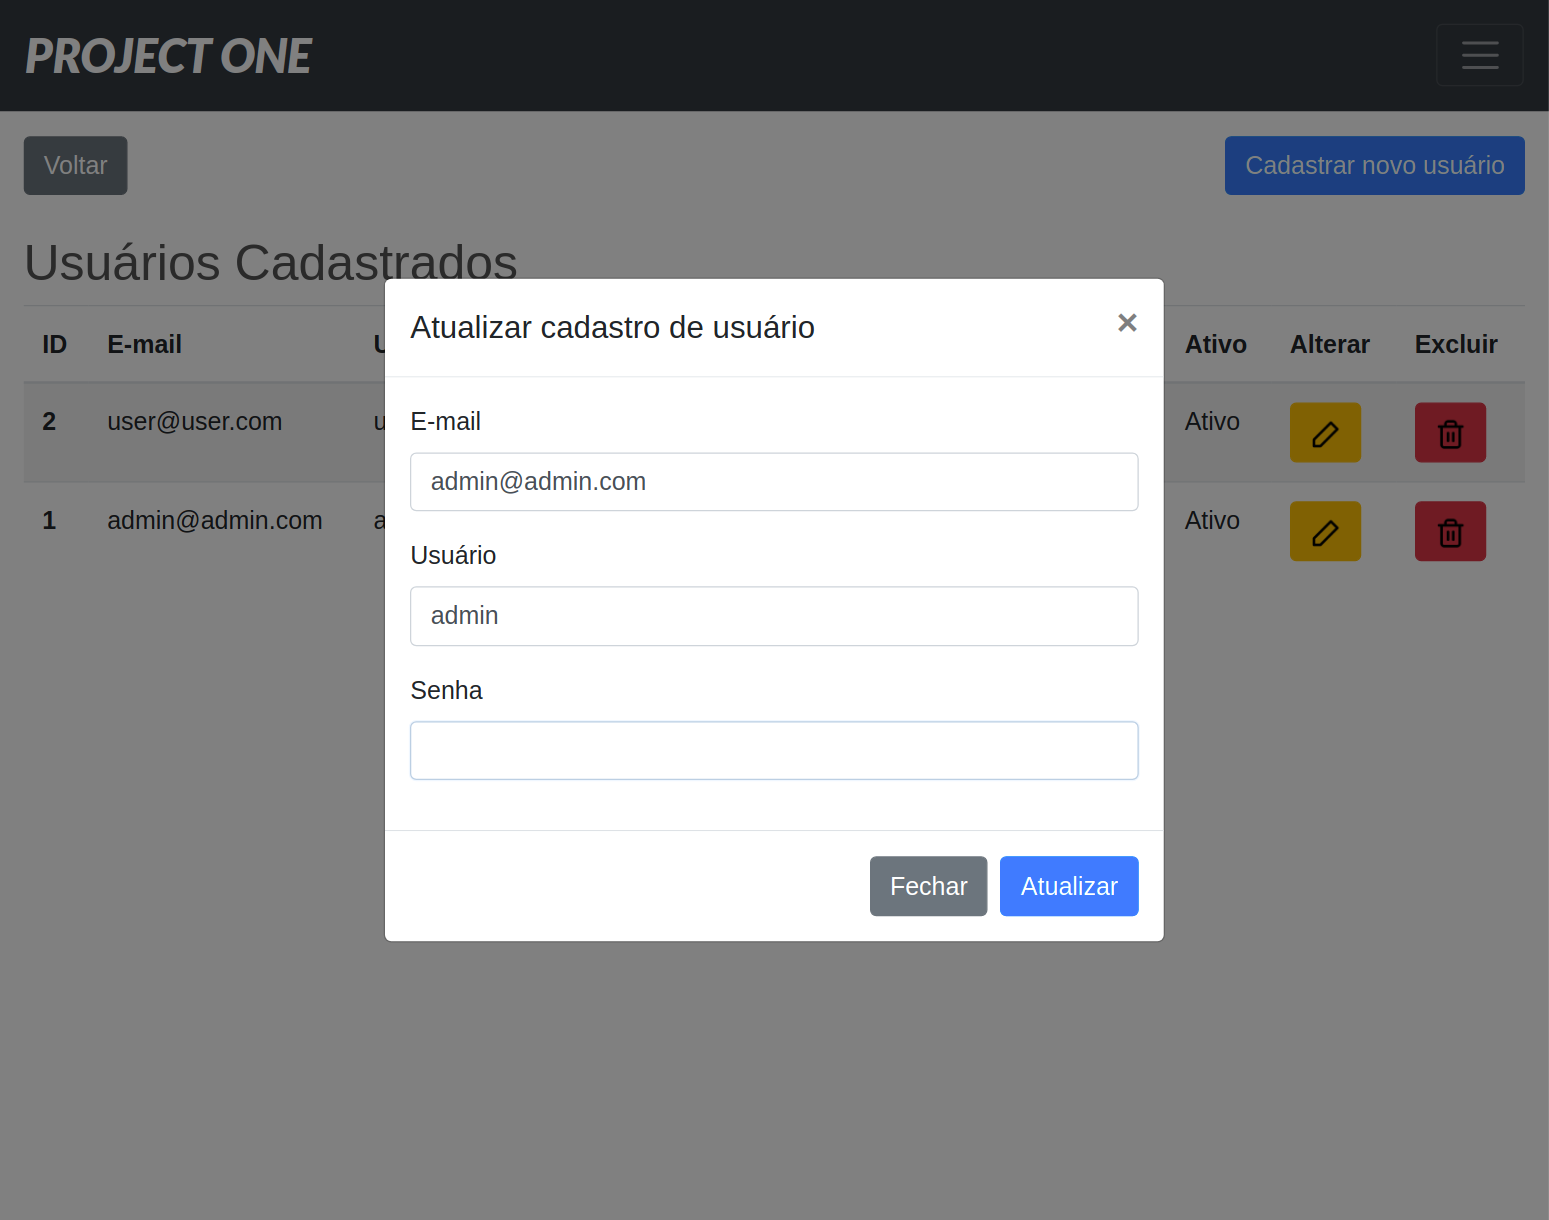 PROJECT ONE
Voltar
Cadastrar novo usuário
Usuários Cadastrados
ID E-mail U Ativo Alterar Excluir
2 user@user.com u Ativo
1 admin@admin.com a Ativo
Atualizar cadastro de usuário ×
E-mail
admin@admin.com
Usuário
admin
Senha
Fechar Atualizar